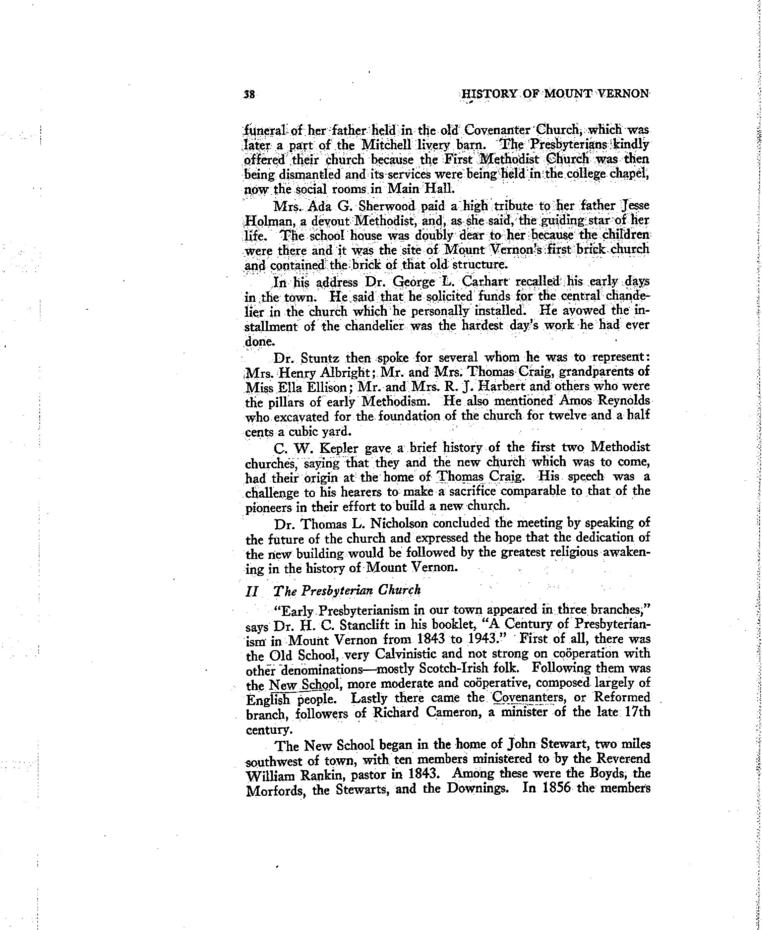 38 HISTORY OF MOUNT VERNON
funeral of her father held in the old Covenanter Church, which was
later a part of the Mitchell livery barn. The Presbyterians kindly
offered their church because the First Methodist Church was then
being dismantled and its services were being held in the college chapel,
now the social rooms in Main Hall.
Mrs. Ada G. Sherwood paid a high tribute to her father Jesse
Holman, a devout Methodist, and, as she said, the guiding star of her
life. The school house was doubly dear to her because the children
were there and it was the site of Mount Vernon's first brick church
and contained the brick of that old structure.
In his address Dr. George L. Carhart recalled his early days
in the town. He said that he solicited funds for the central chande-
lier in the church which he personally installed. He avowed the in-
stallment of the chandelier was the hardest day's work he had ever
done.
Dr. Stuntz then spoke for several whom he was to represent:
Mrs. Henry Albright; Mr. and Mrs. Thomas Craig, grandparents of
Miss Ella Ellison; Mr. and Mrs. R. J. Harbert and others who were
the pillars of early Methodism. He also mentioned Amos Reynolds
who excavated for the foundation of the church for twelve and a half
cents a cubic yard.
C. W. Kepler gave a brief history of the first two Methodist
churches, saying that they and the new church which was to come,
had their origin at the home of Thomas Craig. His speech was a
challenge to his hearers to make a sacrifice comparable to that of the
pioneers in their effort to build a new church.
Dr. Thomas L. Nicholson concluded the meeting by speaking of
the future of the church and expressed the hope that the dedication of
the new building would be followed by the greatest religious awaken-
ing in the history of Mount Vernon.
II The Presbyterian Church
"Early Presbyterianism in our town appeared in three branches,"
says Dr. H. C. Stanclift in his booklet, "A Century of Presbyterian-
ism in Mount Vernon from 1843 to 1943." First of all, there was
the Old School, very Calvinistic and not strong on coöperation with
other denominations—mostly Scotch-Irish folk. Following them was
the New School, more moderate and coöperative, composed largely of
English people. Lastly there came the Covenanters, or Reformed
branch, followers of Richard Cameron, a minister of the late 17th
century.
The New School began in the home of John Stewart, two miles
southwest of town, with ten members ministered to by the Reverend
William Rankin, pastor in 1843. Among these were the Boyds, the
Morfords, the Stewarts, and the Downings. In 1856 the members